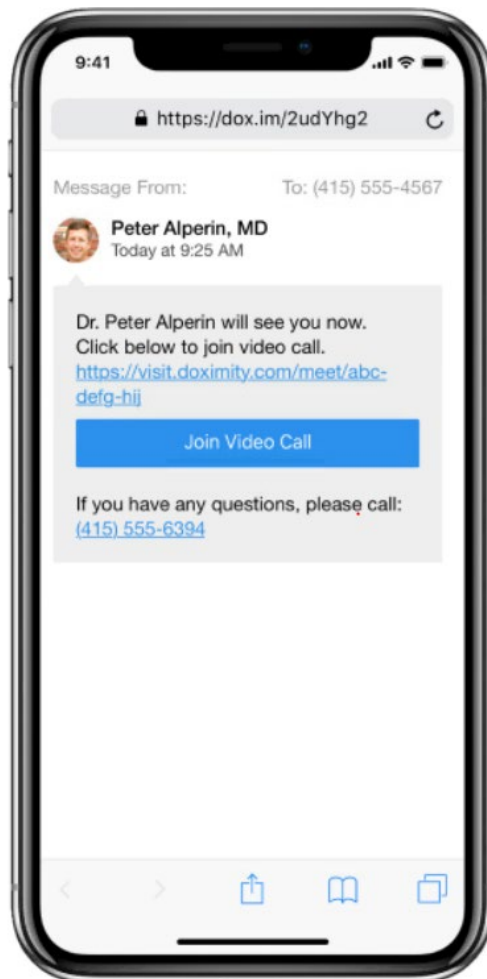 9:41
https://dox.im/2udYhg2
Message From: To: (415) 555-4567
Peter Alperin, MD
Today at 9:25 AM
Dr. Peter Alperin will see you now.
Click below to join video call.
https://visit.doximity.com/meet/abc-
defg-hij
Join Video Call
If you have any questions, please call:
(415) 555-6394